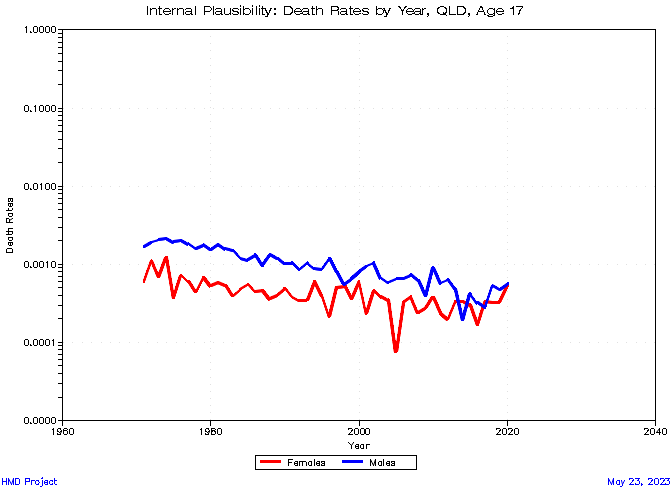 Internal Plausibility: Death Rates by Year, QLD, Age 17
1.0000
0.1000
0.0100
0.0010
0.0001
0.0000
Death Rates
1960
1980
2000
2020
2040
Year
Females
Males
HMD Project
May 23, 2023